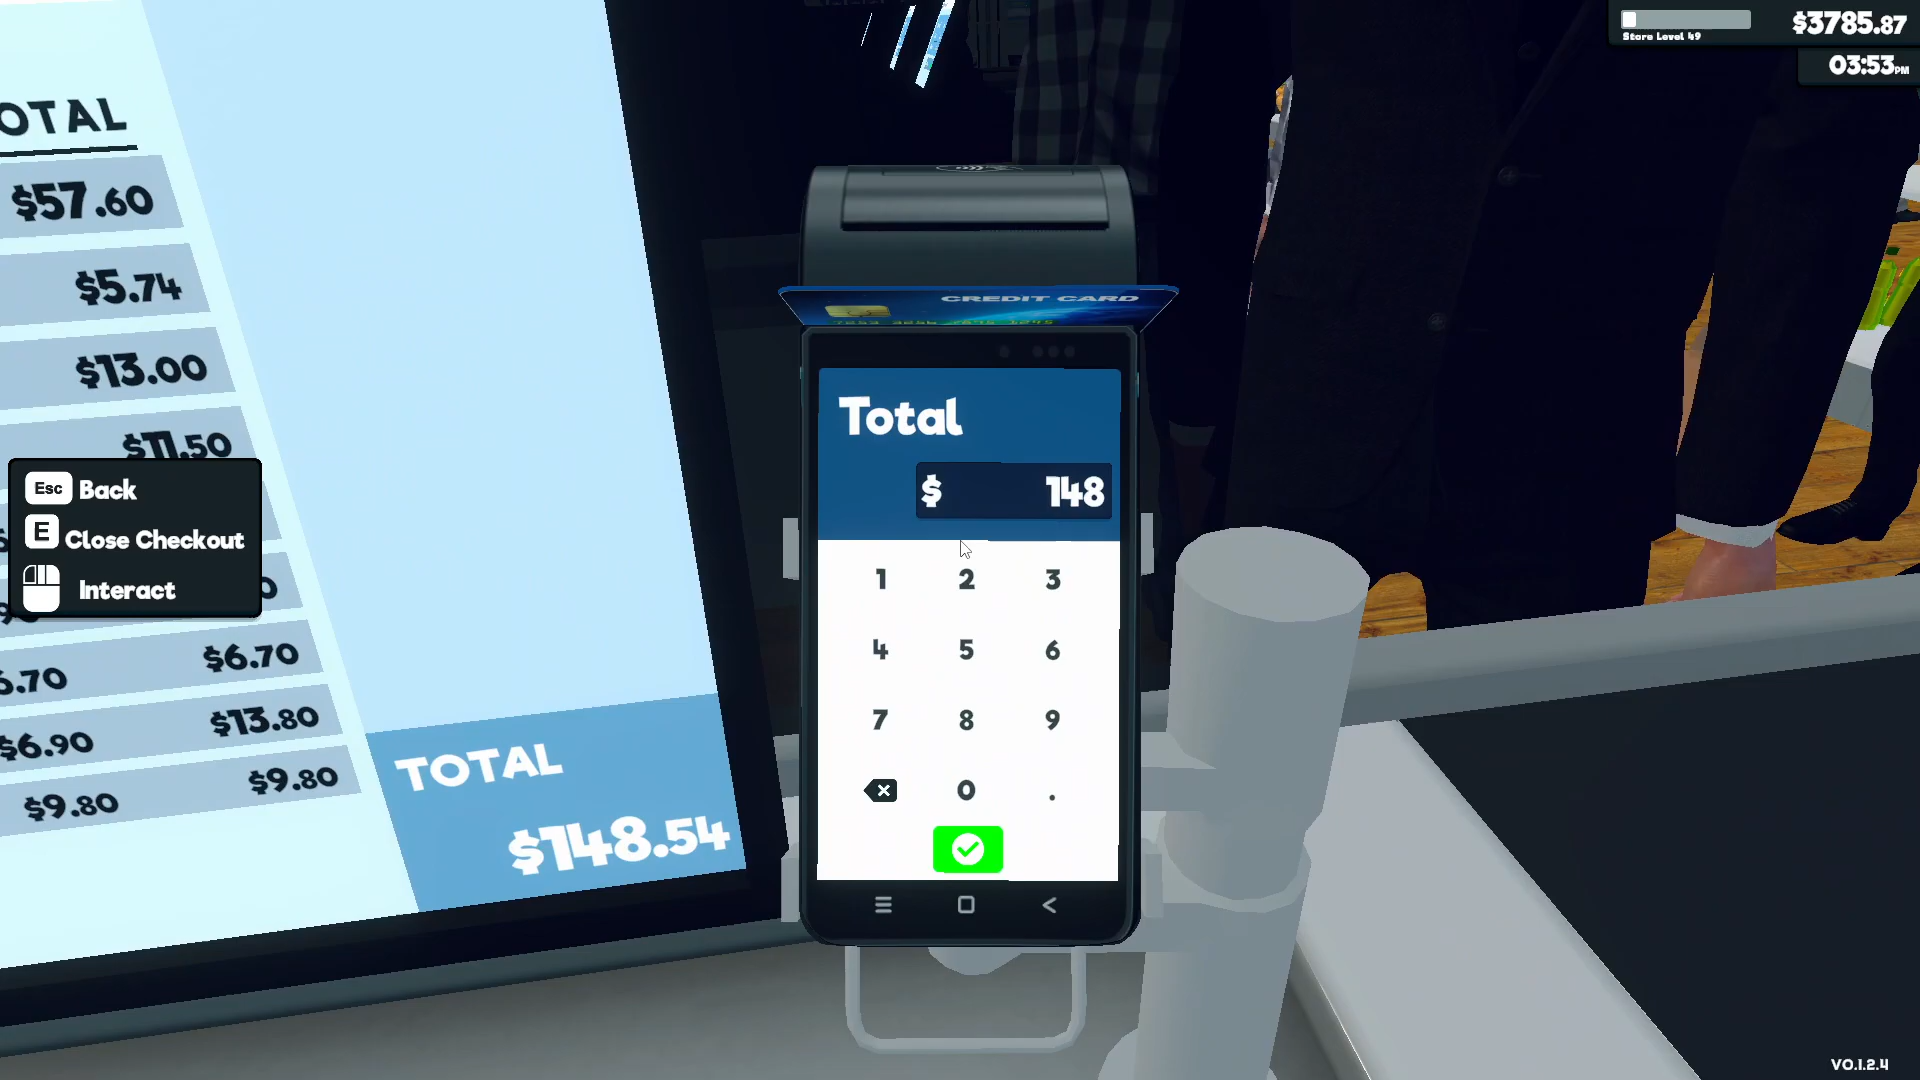 $3785.87
Store Level 49
03:53PM
OTAL
$57.60
$5.74
$13.00
$11.50
Esc Back
E Close Checkout
Interact
$6.70
$13.80
$6.90
$9.80
$9.80
TOTAL
$148.54
CREDIT CARD
Total
$ 148
1 2 3
4 5 6
7 8 9
0 .
V0.1.2.4